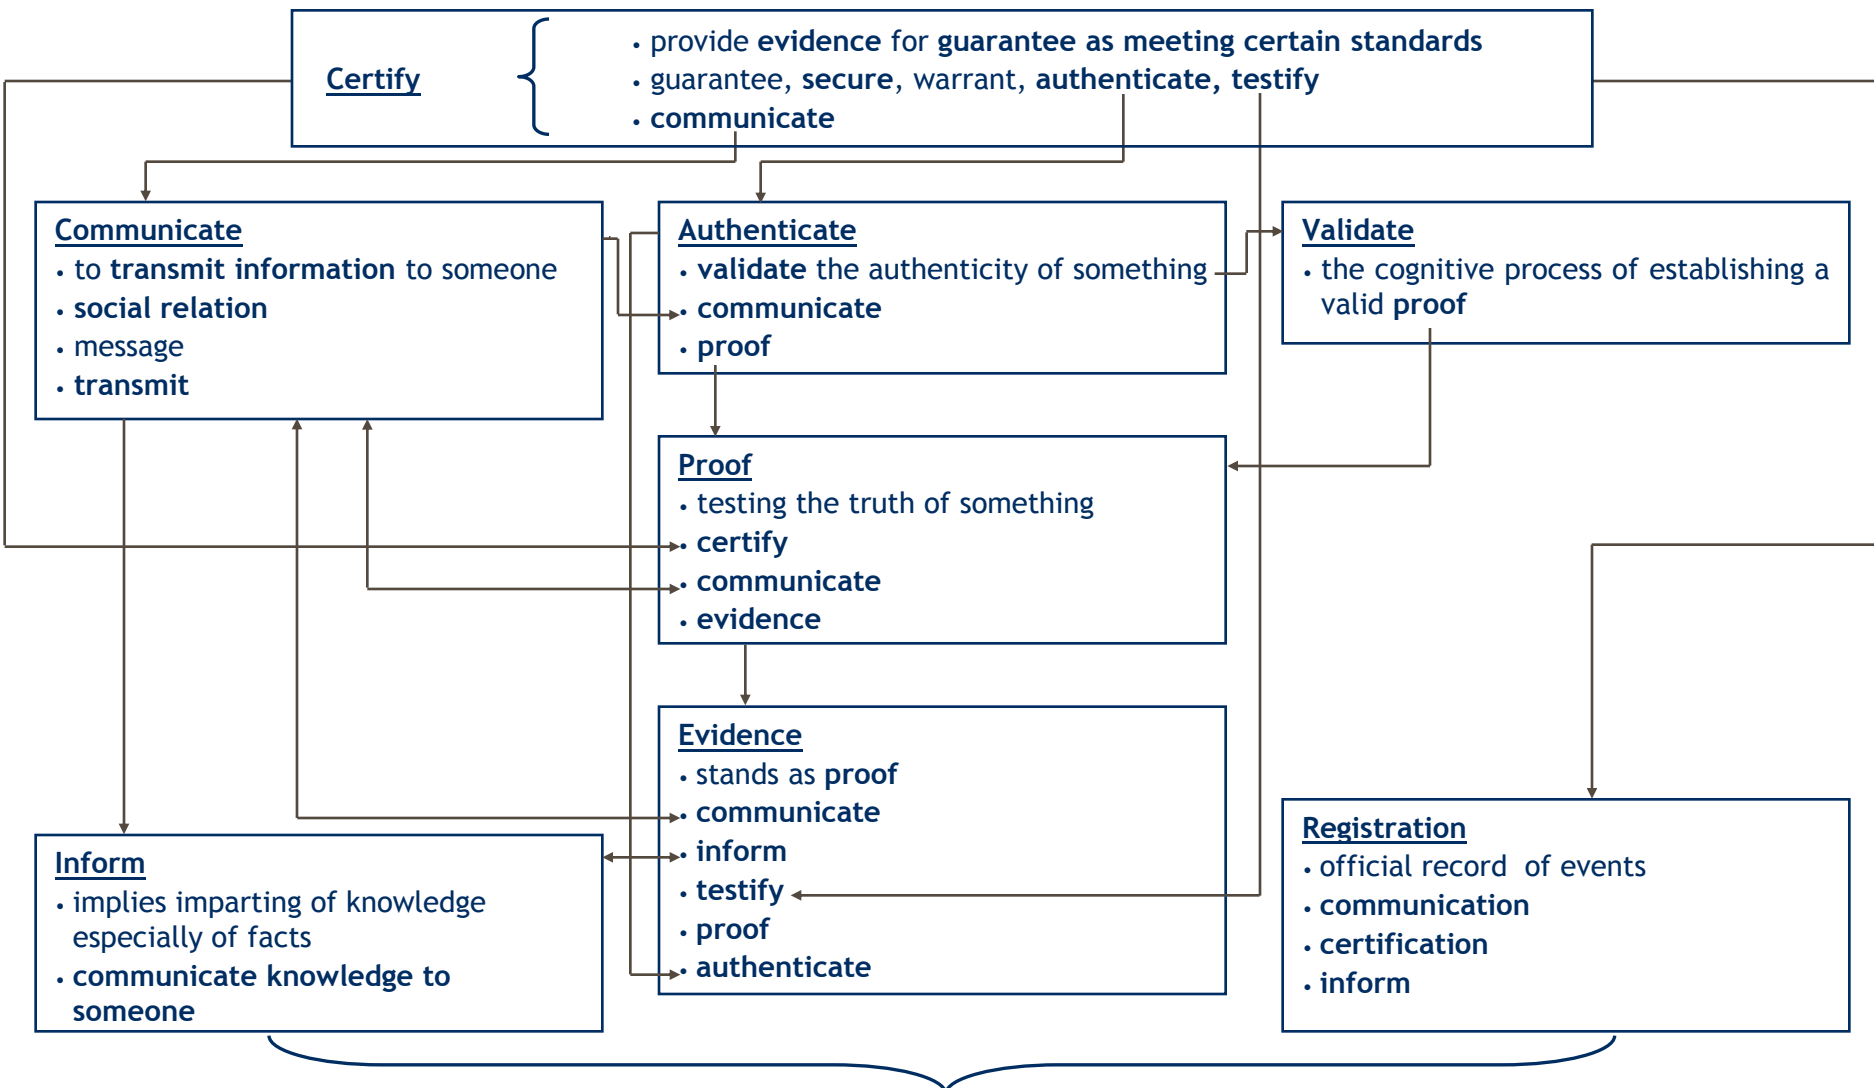 Certify
• provide evidence for guarantee as meeting certain standards
• guarantee, secure, warrant, authenticate, testify
• communicate
Communicate
• to transmit information to someone
• social relation
• message
• transmit
Authenticate
• validate the authenticity of something
• communicate
• proof
Validate
• the cognitive process of establishing a
valid proof
Proof
• testing the truth of something
• certify
• communicate
• evidence
Evidence
• stands as proof
• communicate
• inform
• testify
• proof
• authenticate
Inform
• implies imparting of knowledge
especially of facts
• communicate knowledge to
someone
Registration
• official record of events
• communication
• certification
• inform